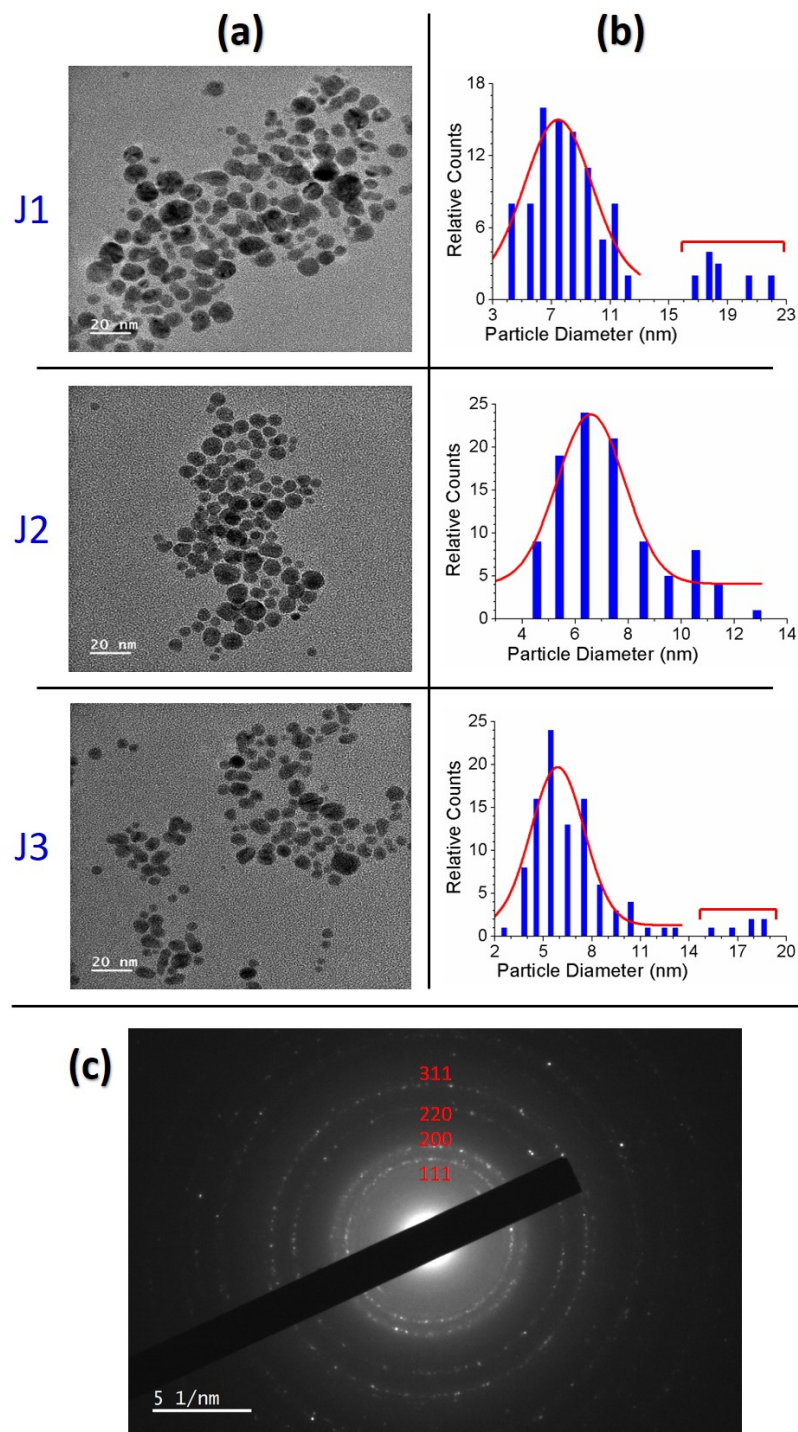 (a)
(b)
J1
20 nm
Relative Counts
18
15
12
9
6
3
0
3 7 11 15 19 23
Particle Diameter (nm)
J2
20 nm
Relative Counts
25
20
15
10
5
0
4 6 8 10 12 14
Particle Diameter (nm)
J3
20 nm
Relative Counts
25
20
15
10
5
0
2 5 8 11 14 17 20
Particle Diameter (nm)
(c)
311
220
200
111
5 1/nm